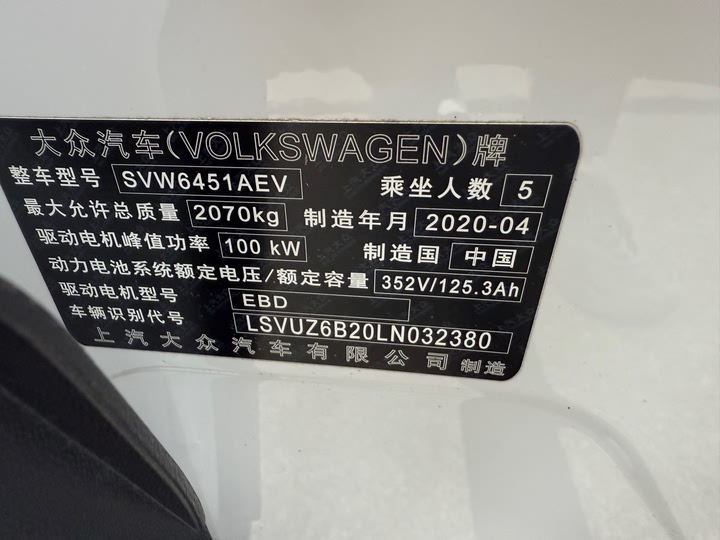 大众汽车(VOLKSWAGEN)牌
整车型号 SVW6451AEV 乘坐人数 5
最大允许总质量 2070kg 制造年月 2020-04
驱动电机峰值功率 100 kW 制造国 中国
动力电池系统额定电压/额定容量 352V/125.3Ah
驱动电机型号 EBD
车辆识别代号 LSVUZ6B20LN032380
上汽大众汽车有限公司 制造